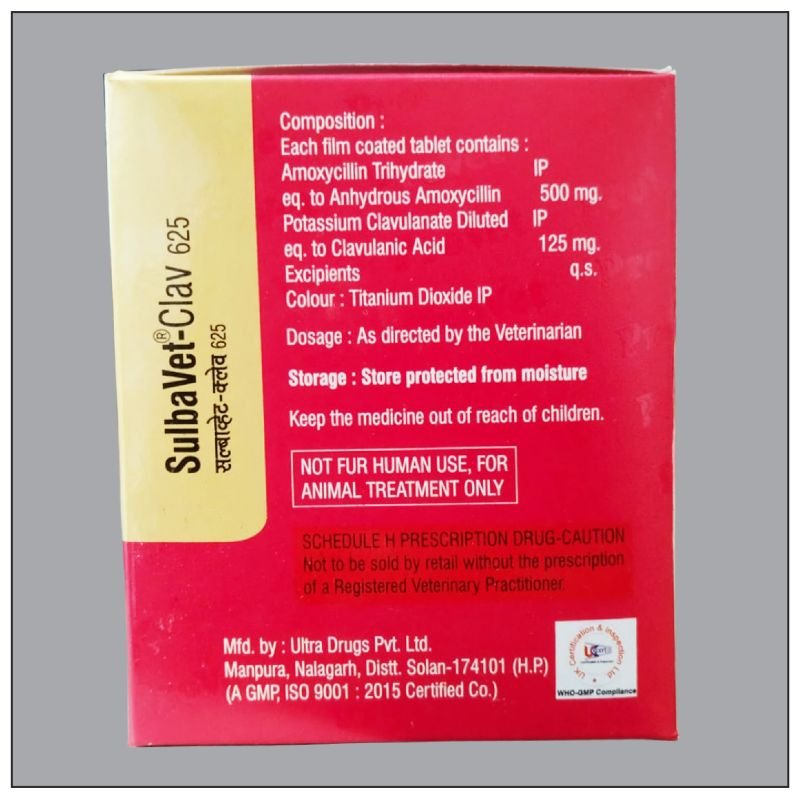 SulbaVet®-Clav 625
सल्बाव्हेट-क्लेव 625
Composition :
Each film coated tablet contains :
Amoxycillin Trihydrate IP
eq. to Anhydrous Amoxycillin 500 mg.
Potassium Clavulanate Diluted IP
eq. to Clavulanic Acid 125 mg.
Excipients q.s.
Colour : Titanium Dioxide IP
Dosage : As directed by the Veterinarian
Storage : Store protected from moisture
Keep the medicine out of reach of children.
NOT FUR HUMAN USE, FOR
ANIMAL TREATMENT ONLY
SCHEDULE H PRESCRIPTION DRUG-CAUTION
Not to be sold by retail without the prescription
of a Registered Veterinary Practitioner.
Mfd. by : Ultra Drugs Pvt. Ltd.
Manpura, Nalagarh, Distt. Solan-174101 (H.P.)
(A GMP, ISO 9001 : 2015 Certified Co.)
UK Certification & Inspection Ltd.
WHO-GMP Compliance